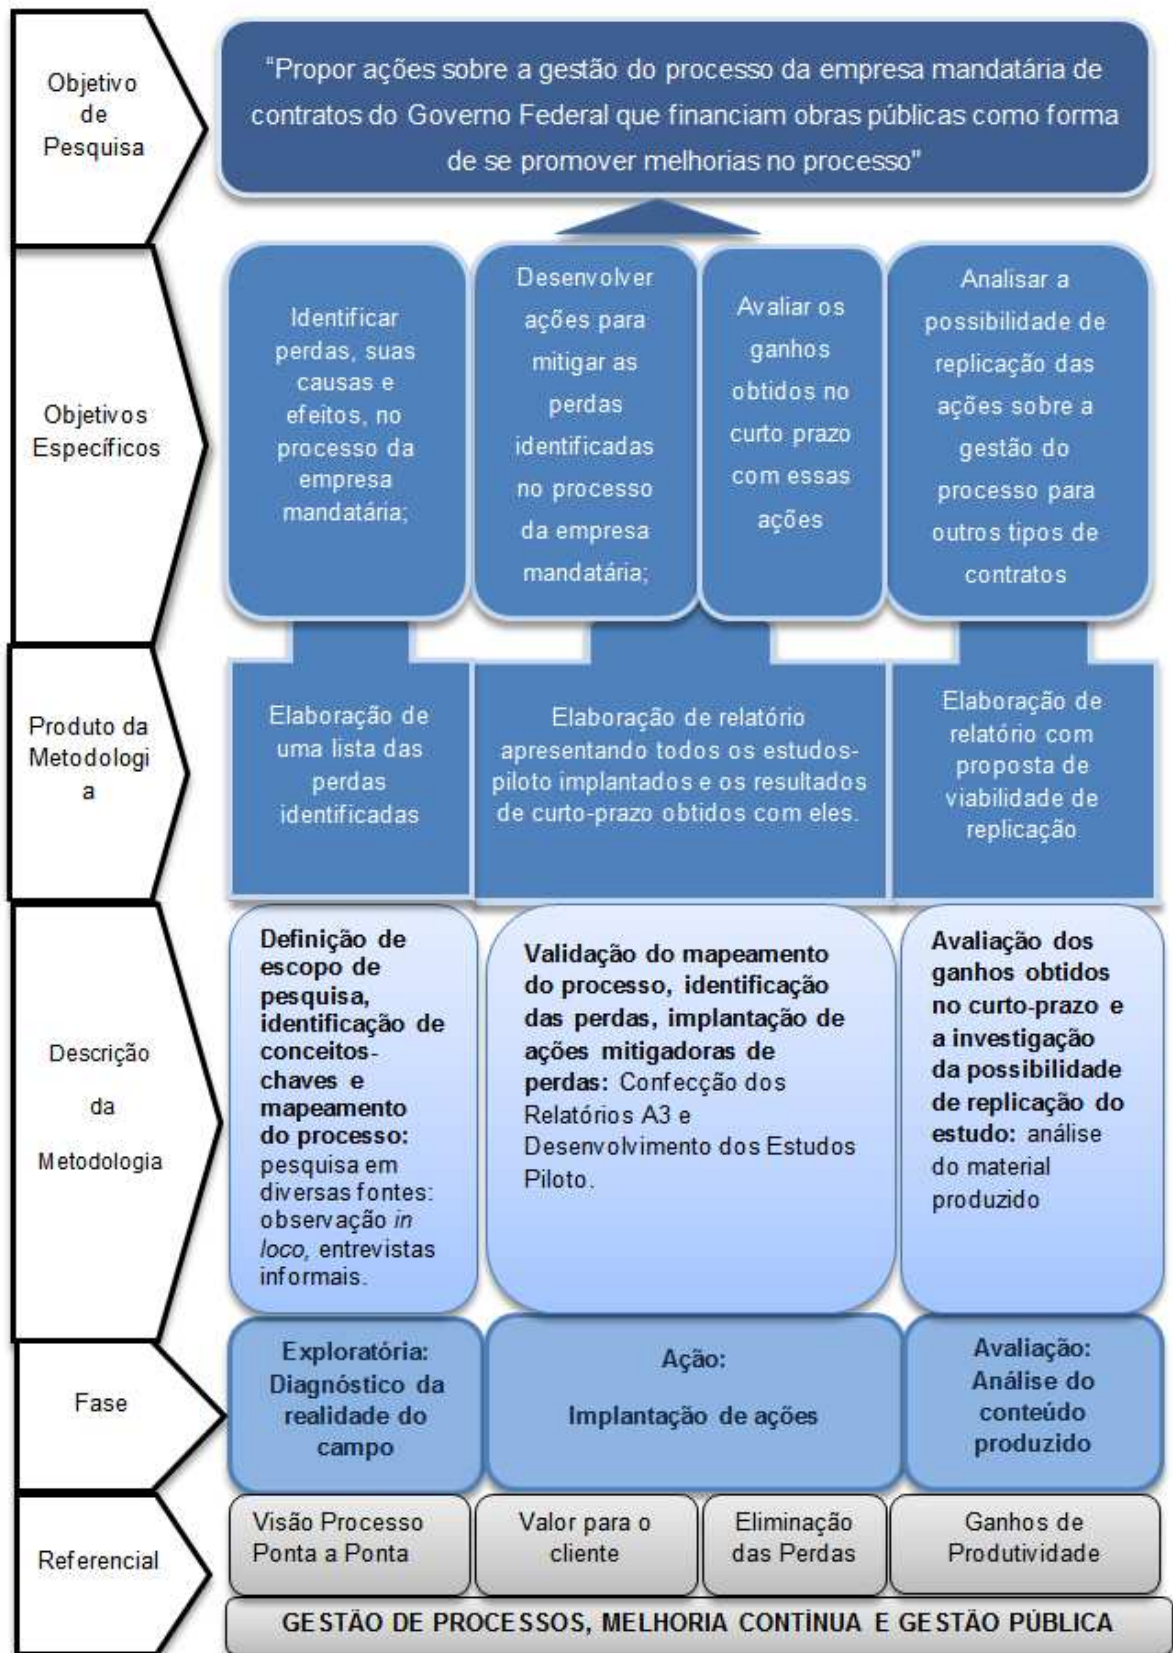 Objetivo
de
Pesquisa
“Propor ações sobre a gestão do processo da empresa mandatária de
contratos do Governo Federal que financiam obras públicas como forma
de se promover melhorias no processo”
Objetivos
Específicos
Identificar
perdas, suas
causas e
efeitos, no
processo da
empresa
mandatária;
Desenvolver
ações para
mitigar as
perdas
identificadas
no processo
da empresa
mandatária;
Avaliar os
ganhos
obtidos no
curto prazo
com essas
ações
Analisar a
possibilidade de
replicação das
ações sobre a
gestão do
processo para
outros tipos de
contratos
Produto da
Metodologi
a
Elaboração de
uma lista das
perdas
identificadas
Elaboração de relatório
apresentando todos os estudos-
piloto implantados e os resultados
de curto-prazo obtidos com eles.
Elaboração de
relatório com
proposta de
viabilidade de
replicação
Descrição
da
Metodologia
Definição de
escopo de
pesquisa,
identificação de
conceitos-
chaves e
mapeamento
do processo:
pesquisa em
diversas fontes:
observação in
loco, entrevistas
informais.
Validação do mapeamento
do processo, identificação
das perdas, implantação de
ações mitigadoras de
perdas: Confecção dos
Relatórios A3 e
Desenvolvimento dos Estudos
Piloto.
Avaliação dos
ganhos obtidos
no curto-prazo e
a investigação
da possibilidade
de replicação do
estudo: análise
do material
produzido
Fase
Exploratória:
Diagnóstico da
realidade do
campo
Ação:
Implantação de ações
Avaliação:
Análise do
conteúdo
produzido
Referencial
Visão Processo
Ponta a Ponta
Valor para o
cliente
Eliminação
das Perdas
Ganhos de
Produtividade
GESTÃO DE PROCESSOS, MELHORIA CONTÍNUA E GESTÃO PÚBLICA